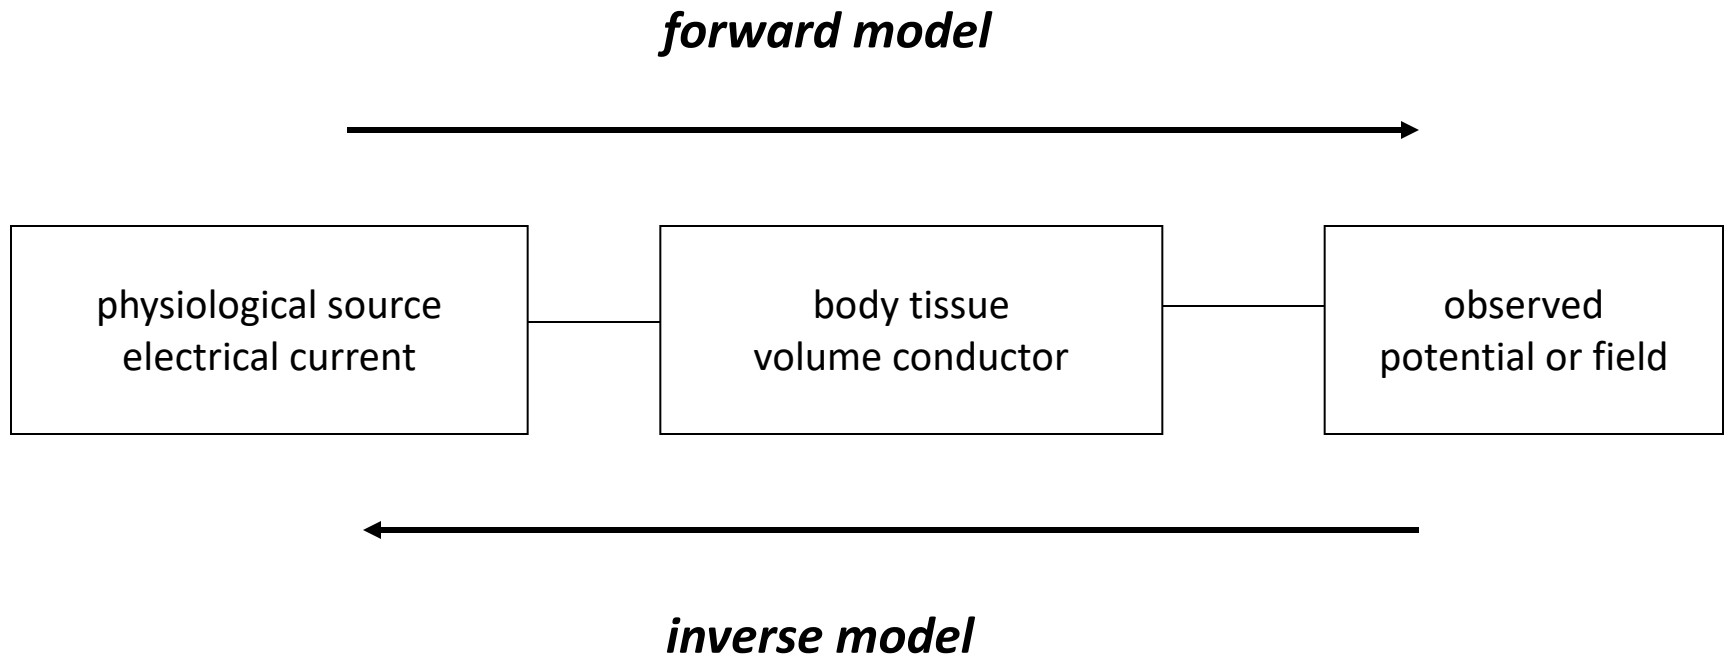 forward model
physiological source
electrical current
body tissue
volume conductor
observed
potential or field
inverse model